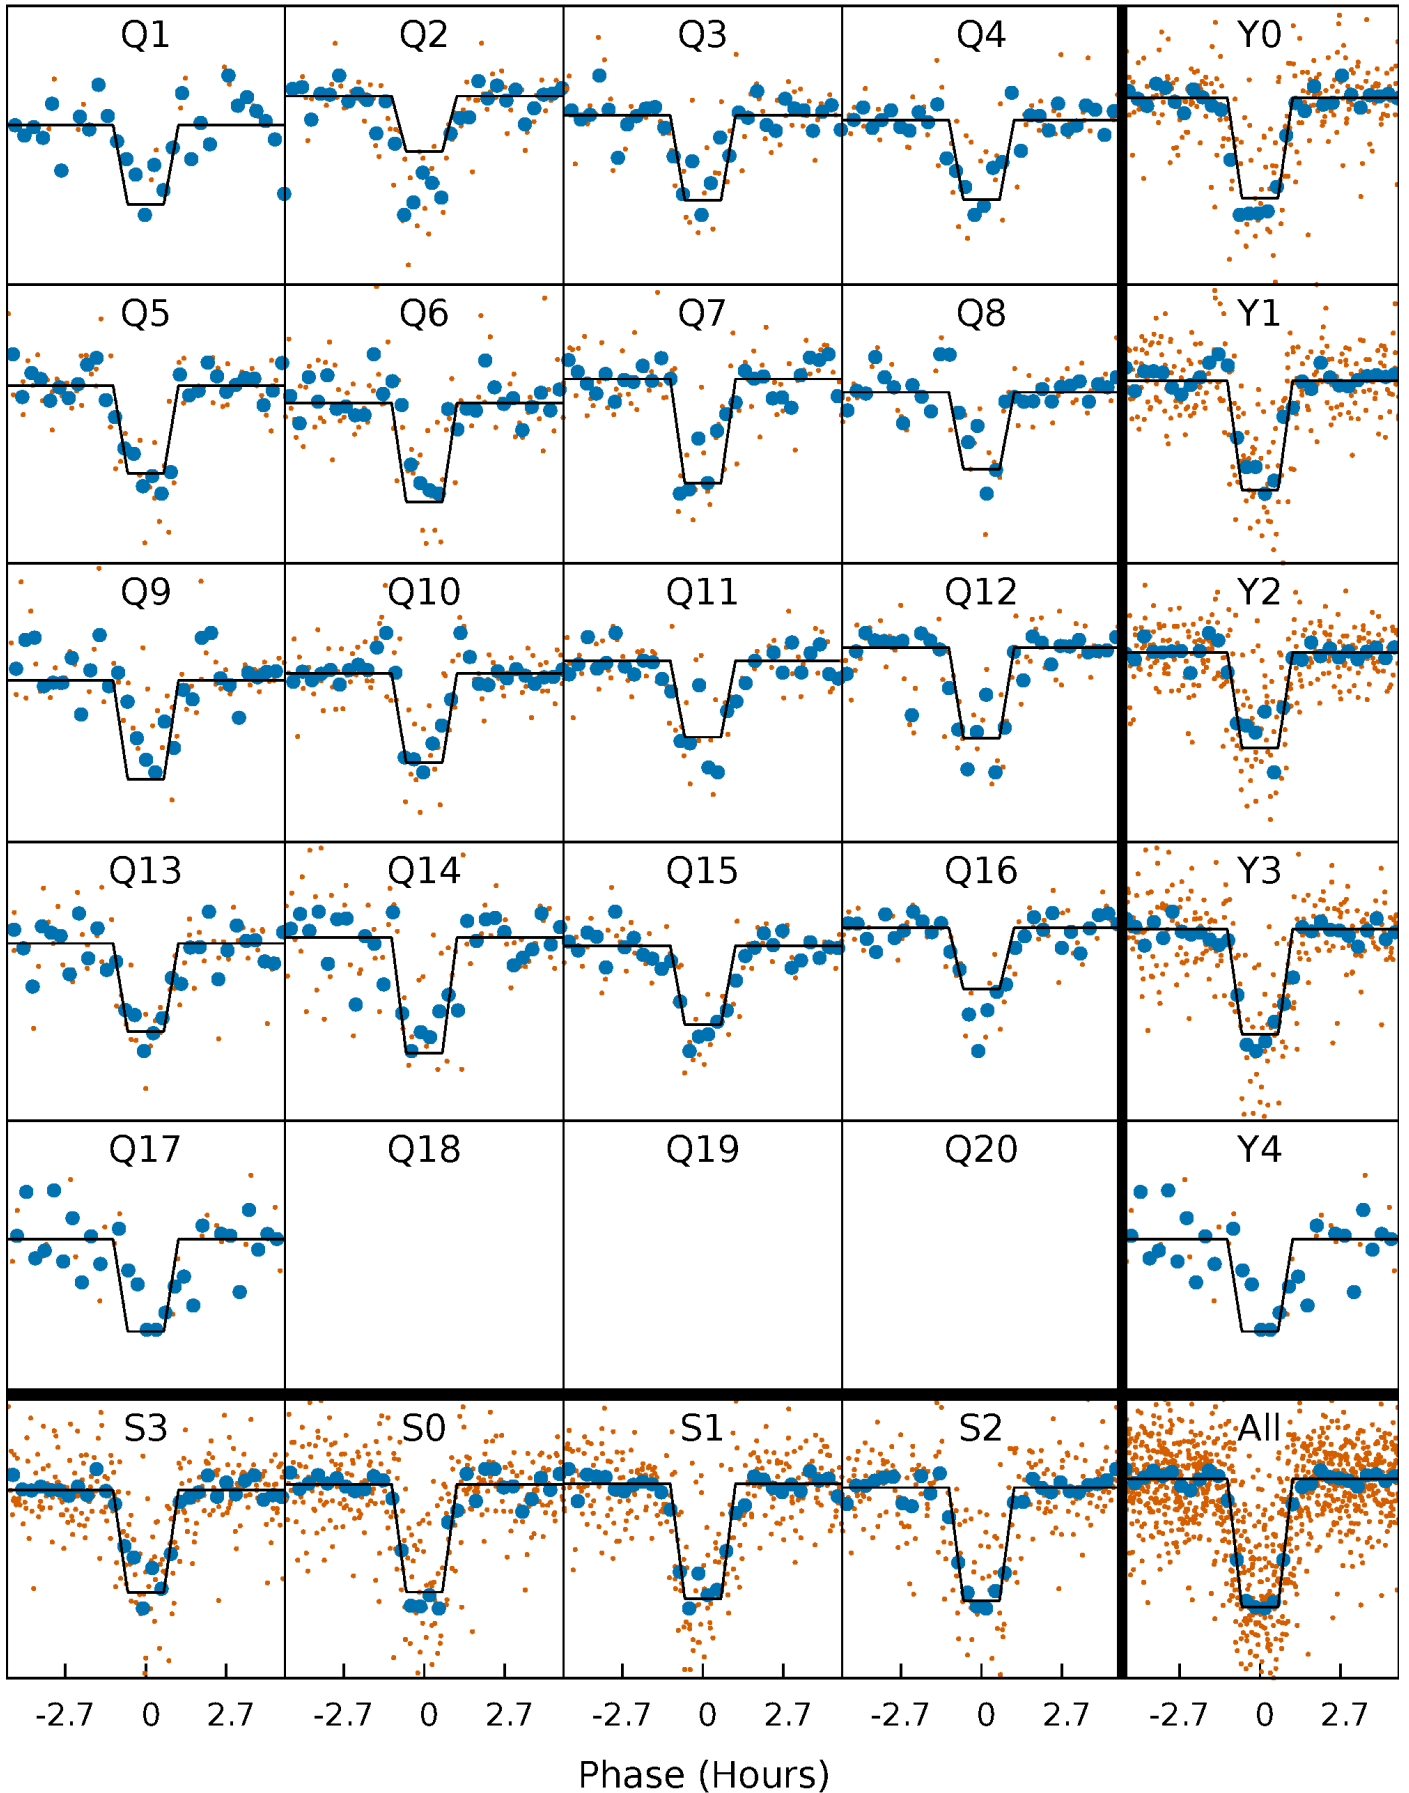 Q1 Q2 Q3 Q4 Y0
Q5 Q6 Q7 Q8 Y1
Q9 Q10 Q11 Q12 Y2
Q13 Q14 Q15 Q16 Y3
Q17 Q18 Q19 Q20 Y4
S3 S0 S1 S2 All
-2.7 0 2.7 -2.7 0 2.7 -2.7 0 2.7 -2.7 0 2.7 -2.7 0 2.7
Phase (Hours)